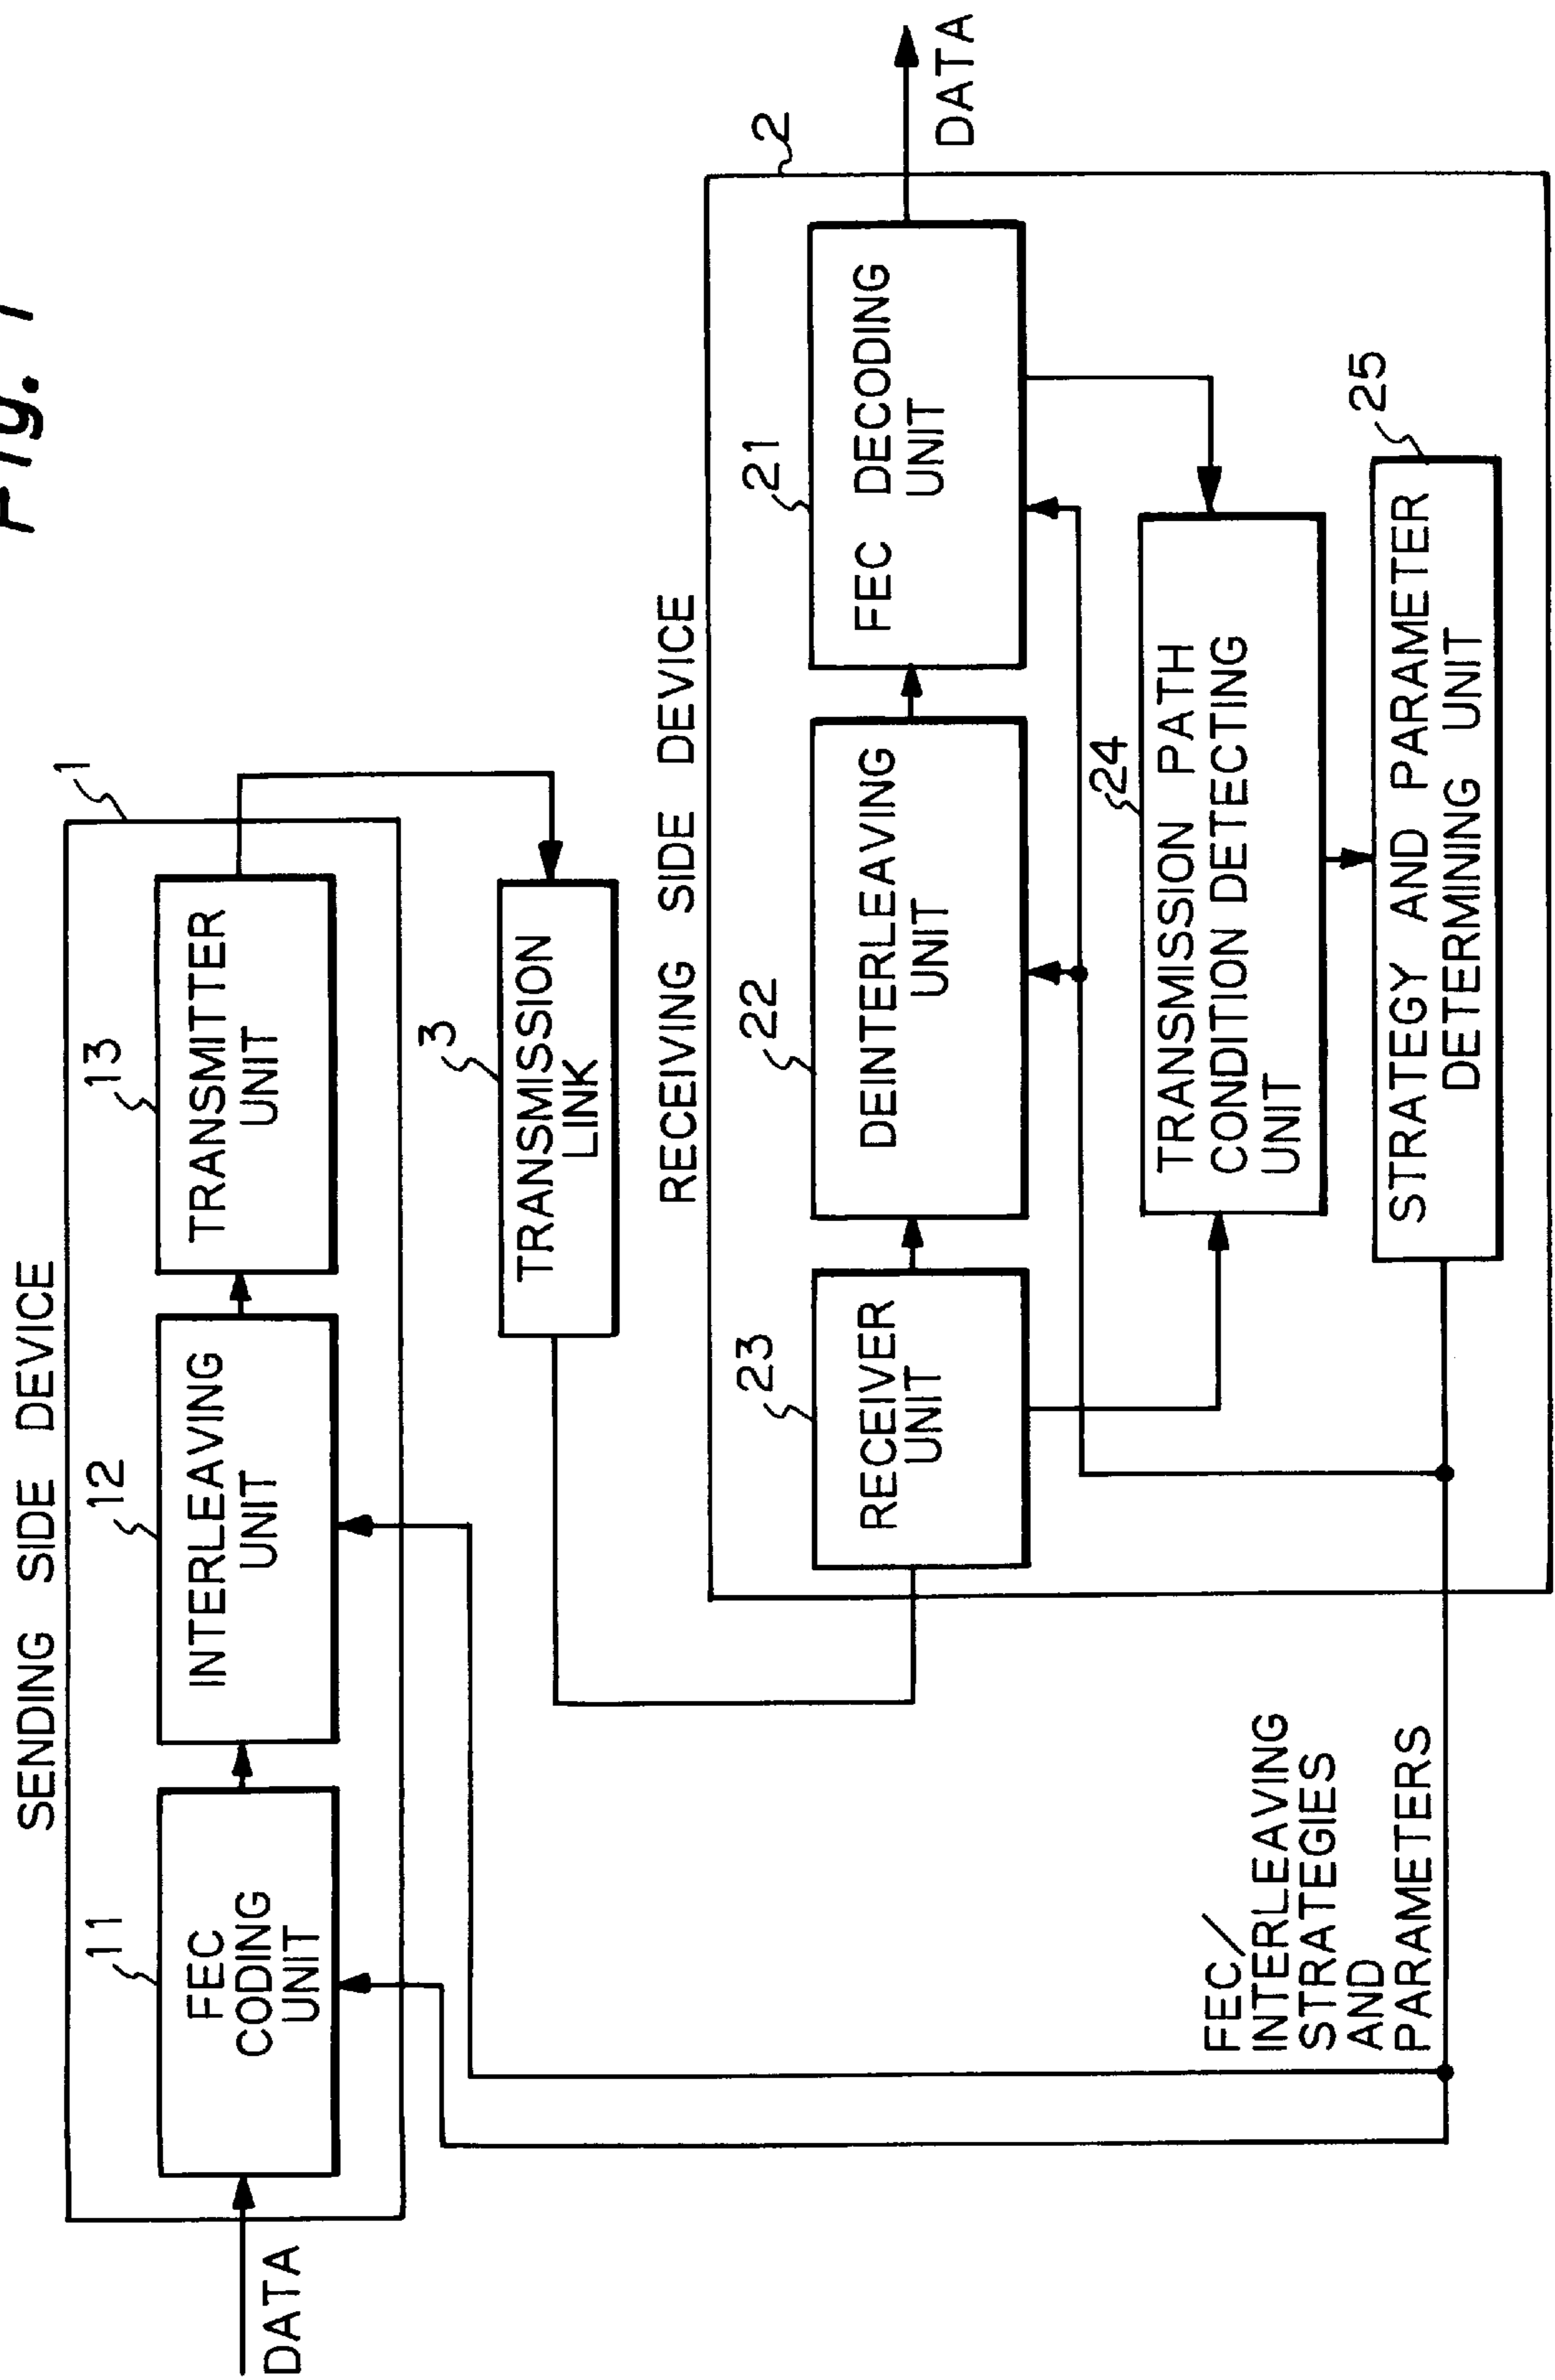 Fig. 1
SENDING SIDE DEVICE
1
11
FEC
CODING
UNIT
12
INTERLEAVING
UNIT
13
TRANSMITTER
UNIT
DATA
3
TRANSMISSION
LINK
RECEIVING SIDE DEVICE
2
23
RECEIVER
UNIT
22
DEINTERLEAVING
UNIT
21
FEC DECODING
UNIT
DATA
24
TRANSMISSION PATH
CONDITION DETECTING
UNIT
25
STRATEGY AND PARAMETER
DETERMINING UNIT
FEC/
INTERLEAVING
STRATEGIES
AND
PARAMETERS